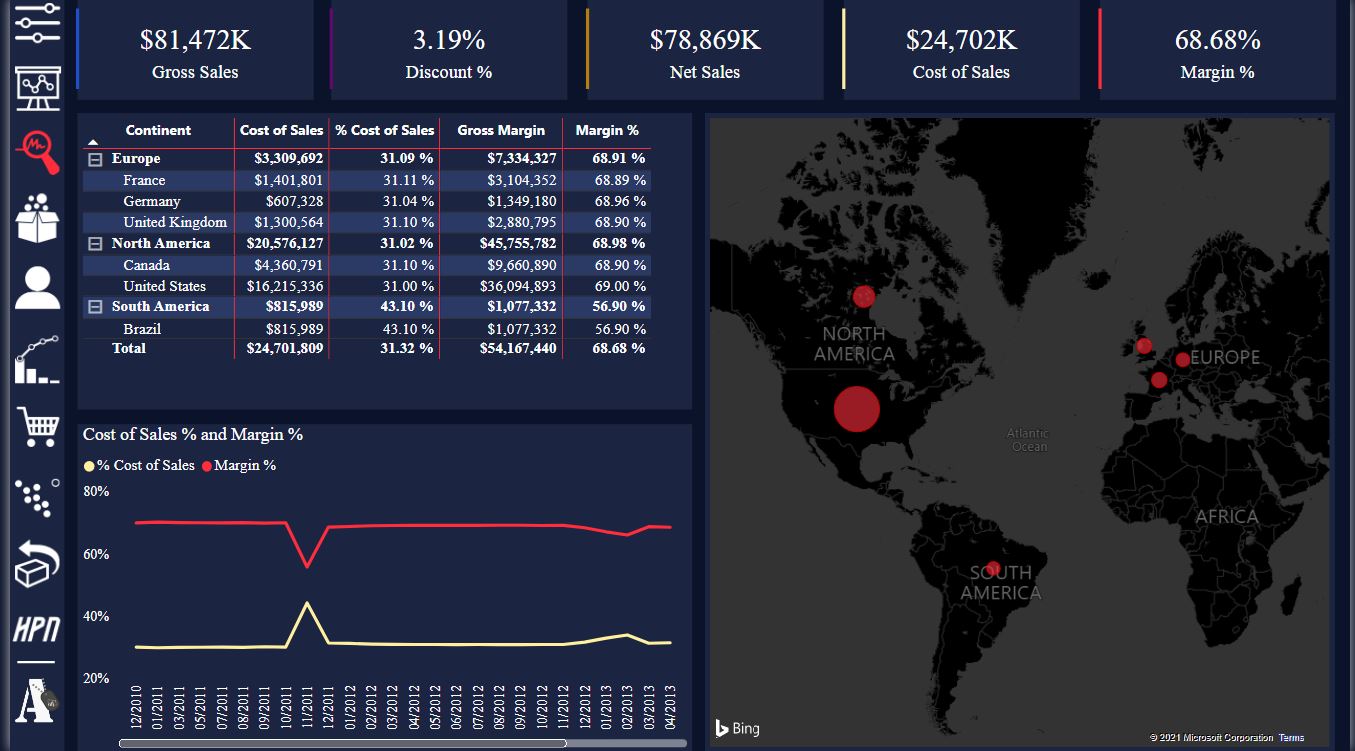 $81,472K
Gross Sales
3.19%
Discount %
$78,869K
Net Sales
$24,702K
Cost of Sales
68.68%
Margin %
Continent Cost of Sales % Cost of Sales Gross Margin Margin %
Europe $3,309,692 31.09 % $7,334,327 68.91 %
France $1,401,801 31.11 % $3,104,352 68.89 %
Germany $607,328 31.04 % $1,349,180 68.96 %
United Kingdom $1,300,564 31.10 % $2,880,795 68.90 %
North America $20,576,127 31.02 % $45,755,782 68.98 %
Canada $4,360,791 31.10 % $9,660,890 68.90 %
United States $16,215,336 31.00 % $36,094,893 69.00 %
South America $815,989 43.10 % $1,077,332 56.90 %
Brazil $815,989 43.10 % $1,077,332 56.90 %
Total $24,701,809 31.32 % $54,167,440 68.68 %
Cost of Sales % and Margin %
% Cost of Sales Margin %
80%
60%
40%
20%
12/2010 01/2011 03/2011 05/2011 07/2011 08/2011 09/2011 10/2011 11/2011 12/2011 01/2012 02/2012 03/2012 04/2012 05/2012 06/2012 07/2012 08/2012 09/2012 10/2012 11/2012 12/2012 01/2013 02/2013 03/2013 04/2013
NORTH
AMERICA
EUROPE
Atlantic
Ocean
AFRICA
SOUTH
AMERICA
Bing
© 2021 Microsoft Corporation Terms
HPN
A